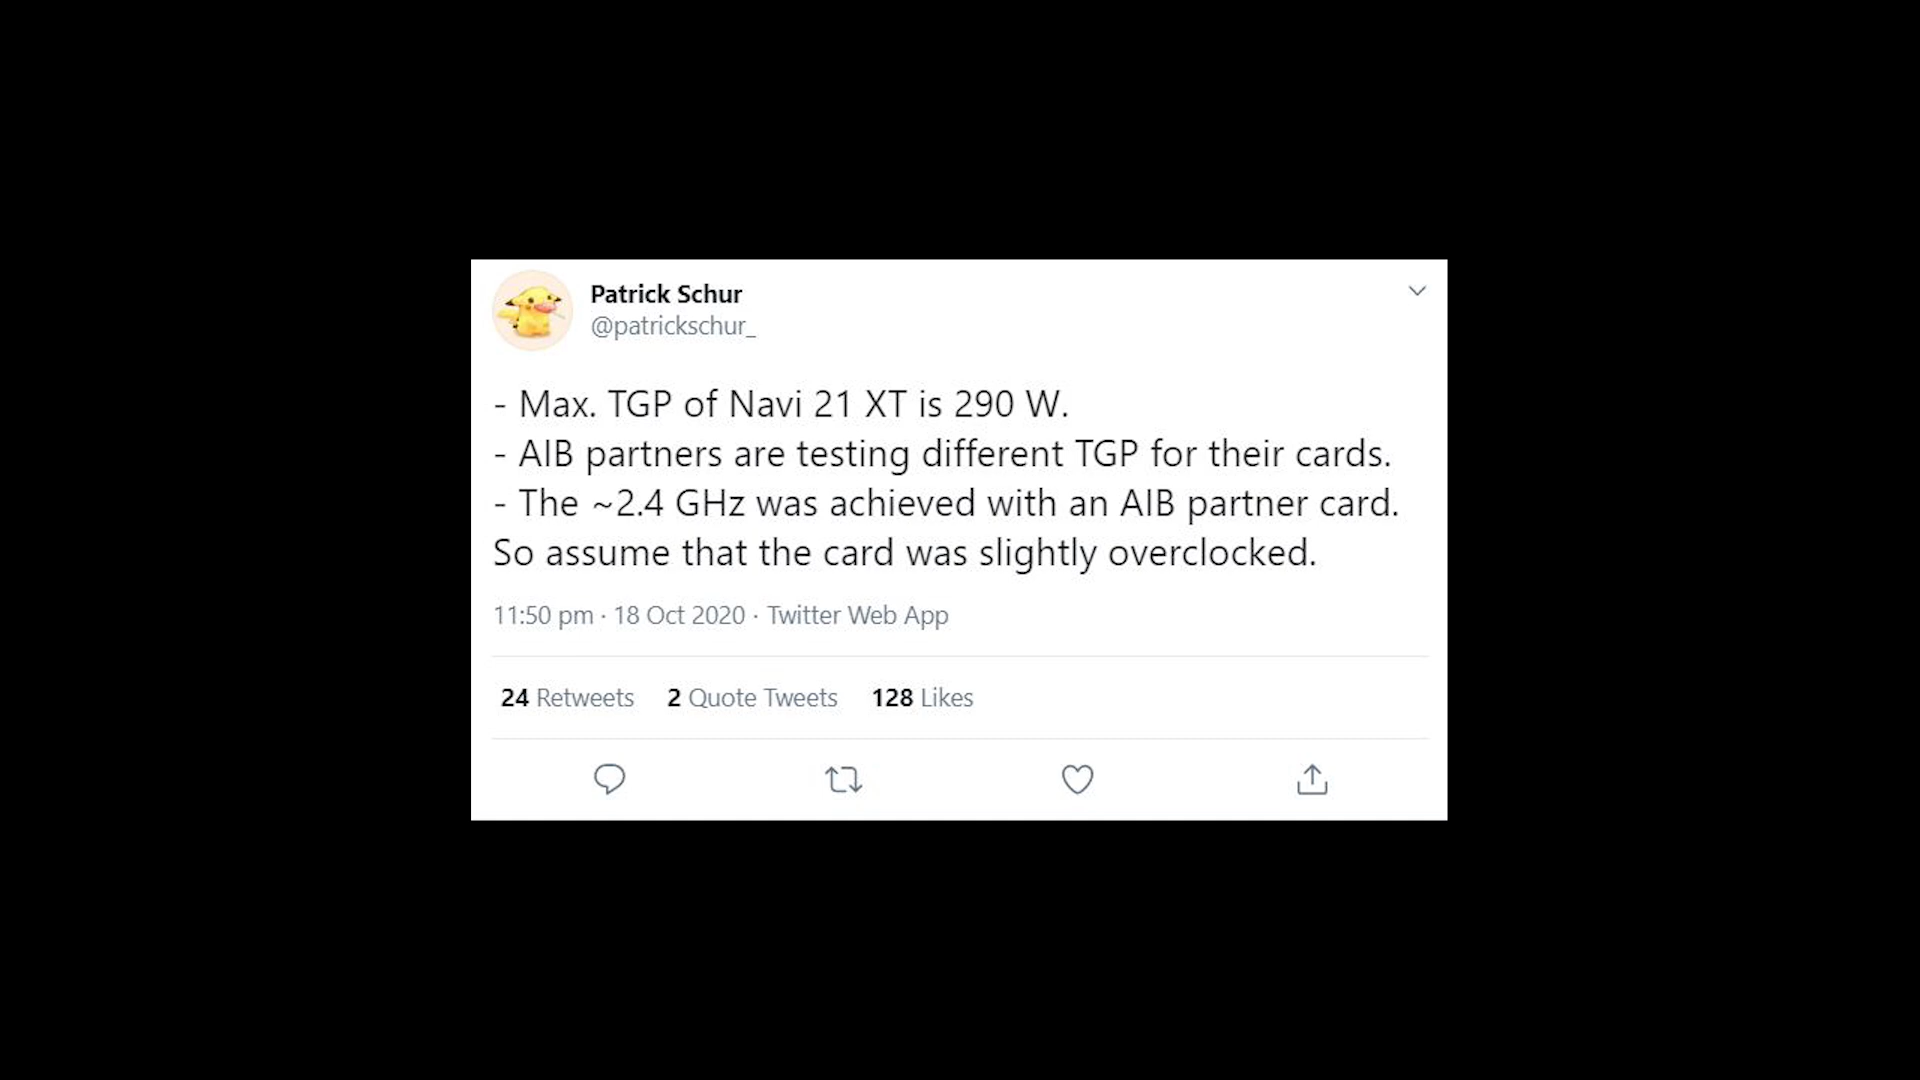 Patrick Schur
@patrickschur_
- Max. TGP of Navi 21 XT is 290 W.
- AIB partners are testing different TGP for their cards.
- The ~2.4 GHz was achieved with an AIB partner card.
So assume that the card was slightly overclocked.
11:50 pm · 18 Oct 2020 · Twitter Web App
24 Retweets 2 Quote Tweets 128 Likes